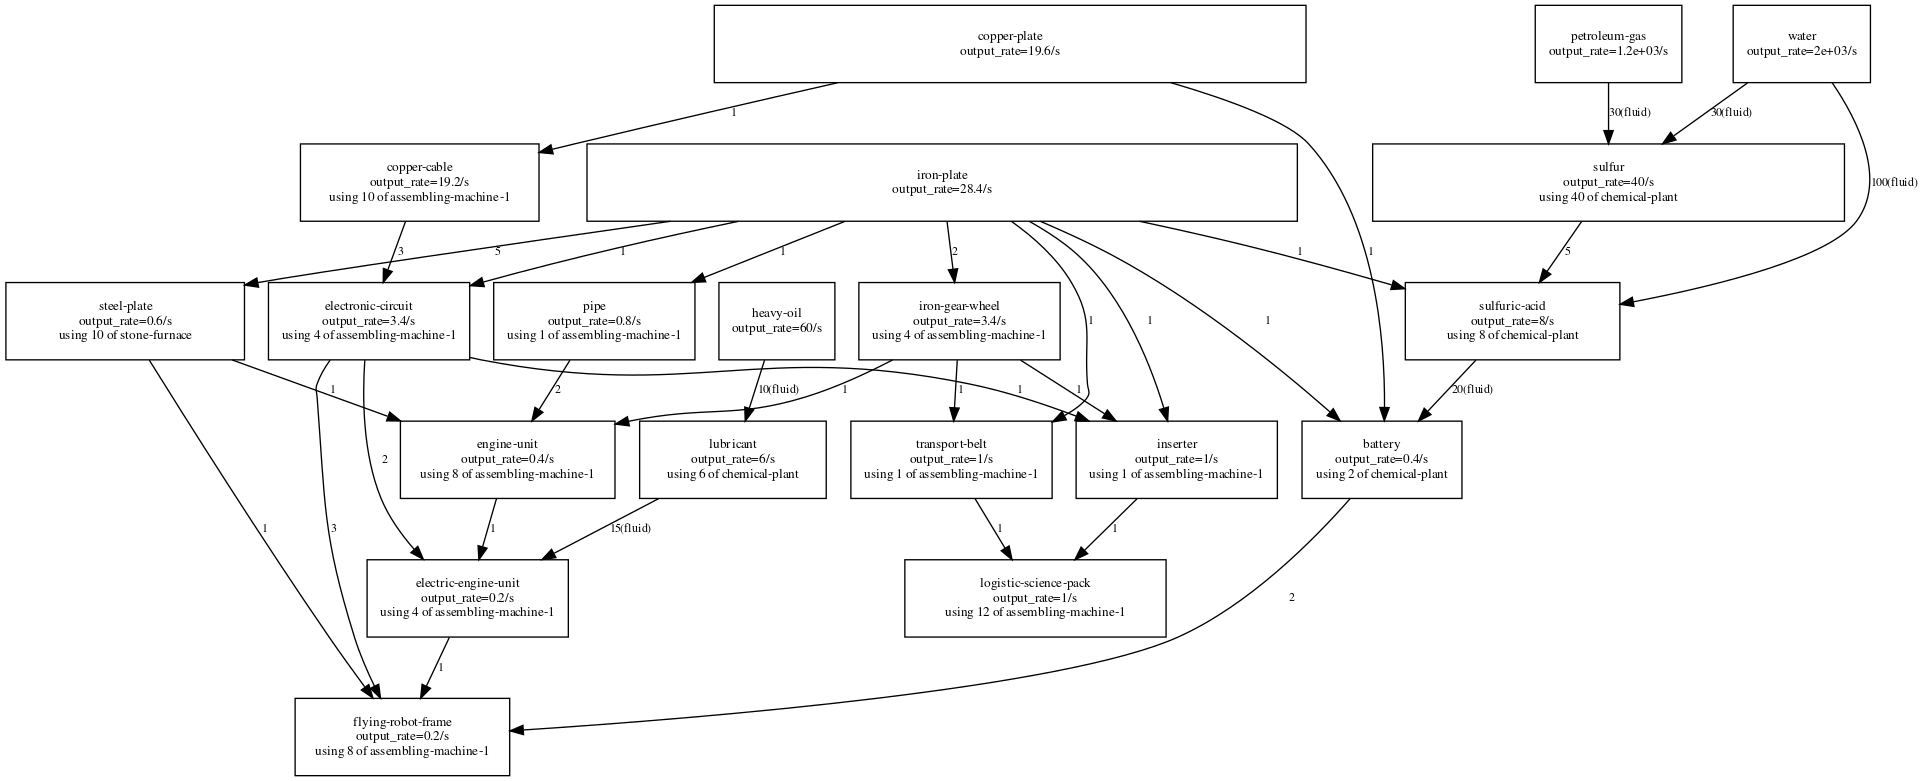 copper-plate
output_rate=19.6/s
petroleum-gas
output_rate=1.2e+03/s
water
output_rate=2e+03/s
1
30(fluid)
30(fluid)
copper-cable
output_rate=19.2/s
using 10 of assembling-machine-1
iron-plate
output_rate=28.4/s
sulfur
output_rate=40/s
using 40 of chemical-plant
100(fluid)
3
5
1
1
2
1
1
5
steel-plate
output_rate=0.6/s
using 10 of stone-furnace
electronic-circuit
output_rate=3.4/s
using 4 of assembling-machine-1
pipe
output_rate=0.8/s
using 1 of assembling-machine-1
heavy-oil
output_rate=60/s
iron-gear-wheel
output_rate=3.4/s
using 4 of assembling-machine-1
1
1
1
sulfuric-acid
output_rate=8/s
using 8 of chemical-plant
1
2
10(fluid)
1
1
1
1
20(fluid)
engine-unit
output_rate=0.4/s
using 8 of assembling-machine-1
lubricant
output_rate=6/s
using 6 of chemical-plant
transport-belt
output_rate=1/s
using 1 of assembling-machine-1
inserter
output_rate=1/s
using 1 of assembling-machine-1
battery
output_rate=0.4/s
using 2 of chemical-plant
2
1
3
1
15(fluid)
1
1
electric-engine-unit
output_rate=0.2/s
using 4 of assembling-machine-1
logistic-science-pack
output_rate=1/s
using 12 of assembling-machine-1
2
1
flying-robot-frame
output_rate=0.2/s
using 8 of assembling-machine-1